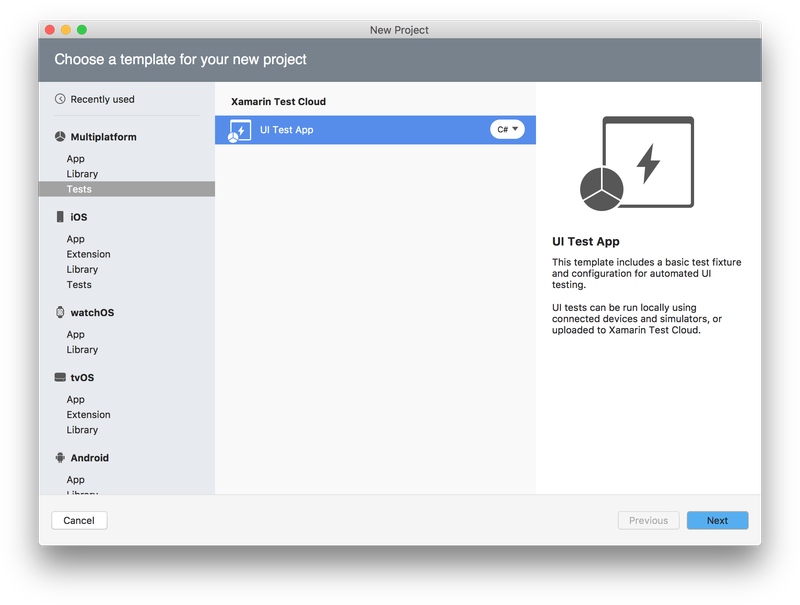 New Project
Choose a template for your new project
Recently used
Multiplatform
App
Library
Tests
iOS
App
Extension
Library
Tests
watchOS
App
Library
tvOS
App
Extension
Library
Android
App
Library
Xamarin Test Cloud
UI Test App
C#
UI Test App
This template includes a basic test fixture
and configuration for automated UI
testing.
UI tests can be run locally using
connected devices and simulators, or
uploaded to Xamarin Test Cloud.
Cancel
Previous
Next